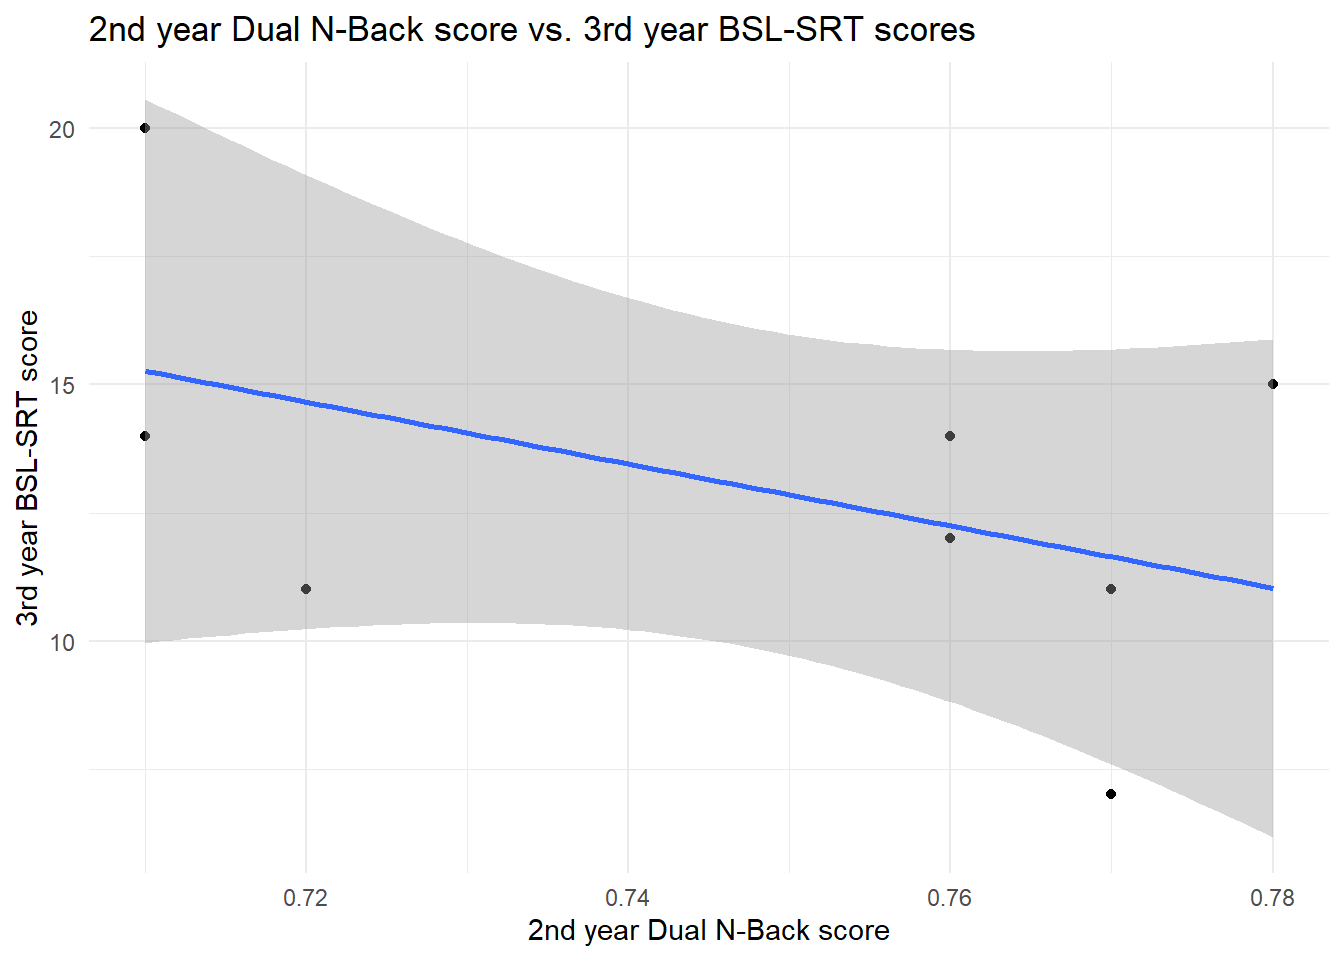 2nd year Dual N-Back score vs. 3rd year BSL-SRT scores
20
15
10
3rd year BSL-SRT score
0.72 0.74 0.76 0.78
2nd year Dual N-Back score